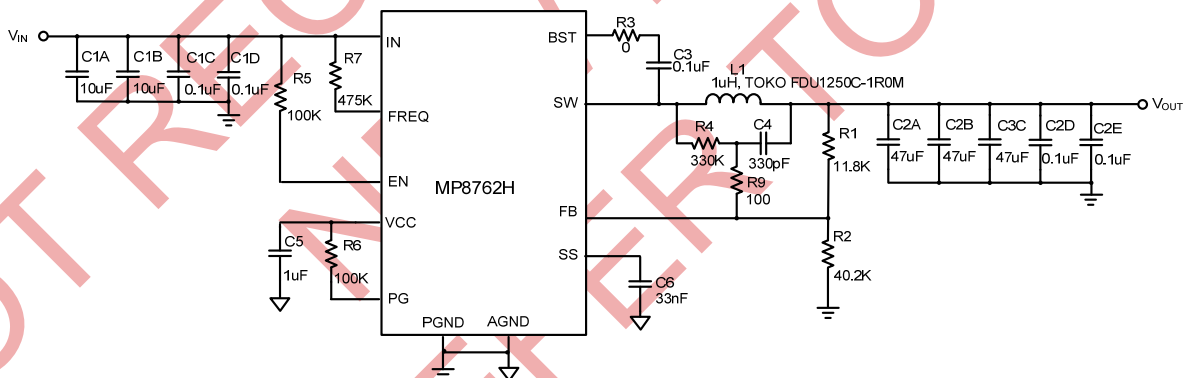 VIN
C1A
10uF
C1B
10uF
C1C
0.1uF
C1D
0.1uF
R5
100K
R7
475K
IN
FREQ
EN
VCC
PG
PGND
AGND
MP8762H
BST
SW
FB
SS
C5
1uF
R6
100K
R3
0
C3
0.1uF
L1
1uH, TOKO FDU1250C-1R0M
R4
330K
C4
330pF
R9
100
R1
11.8K
R2
40.2K
C6
33nF
C2A
47uF
C2B
47uF
C3C
47uF
C2D
0.1uF
C2E
0.1uF
VOUT